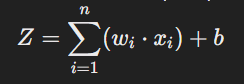 Z = \sum_{i=1}^{n} (w_i \cdot x_i) + b